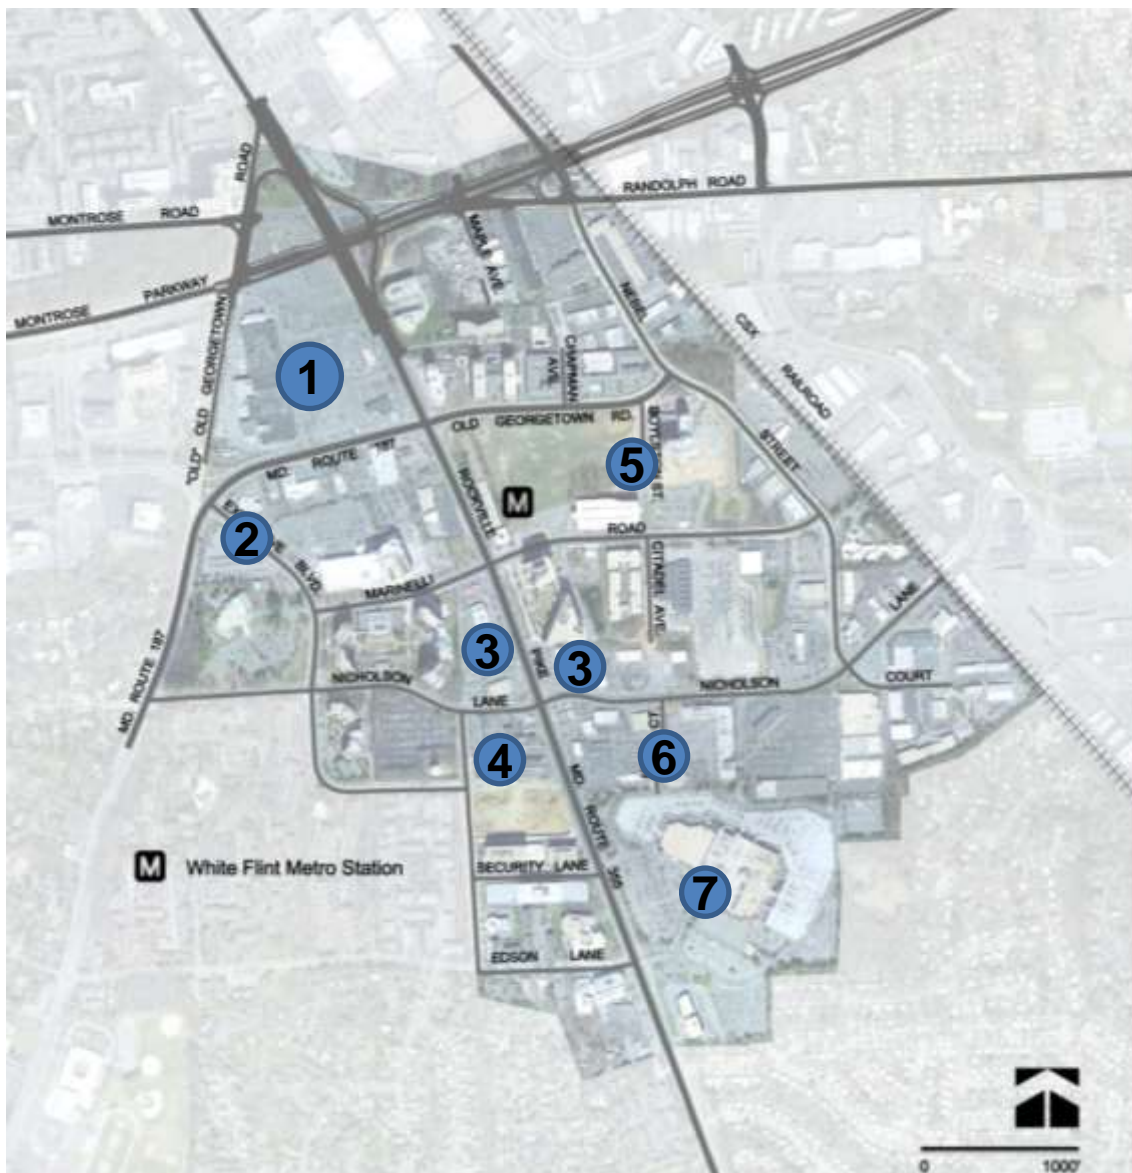 ROAD
RANDOLPH ROAD
MONTROSE ROAD
MAPLE AVE.
MONTROSE PARKWAY
NEBEL
CSX
"OLD" OLD GEORGETOWN
CHAPMAN AVE.
RAILROAD
1
OLD GEORGETOWN RD.
MD. ROUTE 187
STREET
5
ROCKVILLE
M
2
BLVD.
ROAD
MARINELLI
CITADEL AVE.
LANE
3
3
PIKE
MD ROUTE 187
NICHOLSON
LANE
NICHOLSON
COURT
CT
4
6
MD. ROUTE 355
M White Flint Metro Station
SECURITY LANE
7
EDSON LANE
0 1000'